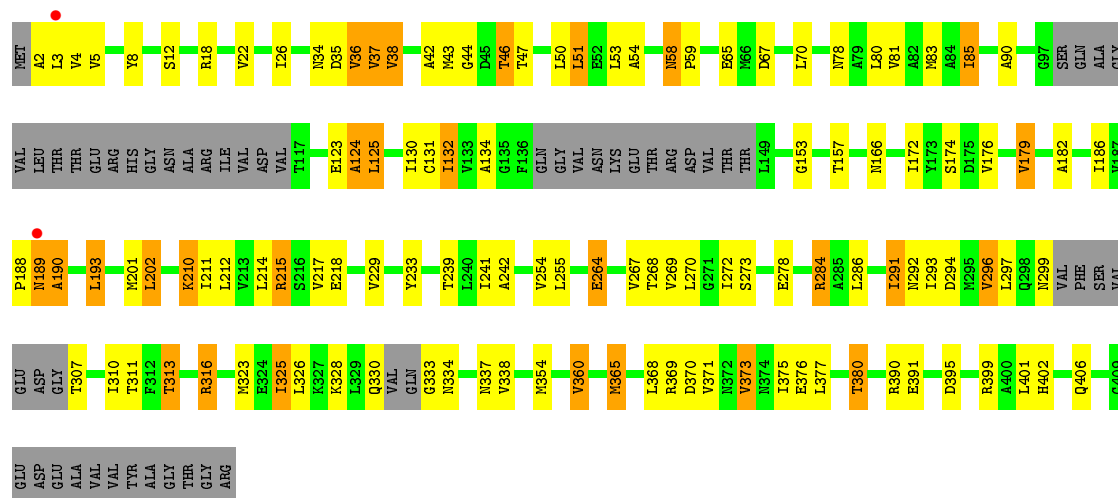 MET A2 L3 V4 V5 Y8 S12 R18 V22 I26 N34 D35 V36 V37 V38 A42 M43 G44 D45 T46 T47 L50 L51 E52 L53 A54 N58 P59 E65 M66 D67 L70 N78 A79 L80 V81 A82 M83 A84 I85 A90 G97 SER GLN ALA GLY
VAL LEU THR THR GLU ARG HIS GLY ASN ALA ARG ILE VAL ASP VAL T117 E123 A124 L125 I130 C131 I132 V133 A134 G135 F136 GLN GLY VAL ASN LYS GLU THR ARG ASP VAL THR THR L149 G153 T157 N166 I172 Y173 S174 D175 V176 V179 A182 I186 V187
P188 N189 A190 L193 M201 L202 K210 I211 L212 V213 L214 R215 S216 V217 E218 V229 Y233 T239 L240 I241 A242 V254 L255 E264 V267 T268 V269 L270 G271 I272 S273 E278 R284 A285 L286 I291 N292 I293 D294 M295 V296 L297 Q298 N299 VAL PHE SER VAL
GLU ASP GLY T307 I310 T311 F312 T313 R316 M323 E324 I325 L326 K327 K328 L329 Q330 VAL GLN G333 N334 N337 V338 M354 V360 M365 L368 R369 D370 V371 N372 V373 N374 I375 E376 L377 T380 R390 E391 D395 R399 A400 L401 H402 Q406 G409
GLU ASP GLU ALA VAL VAL TYR ALA GLY THR GLY ARG